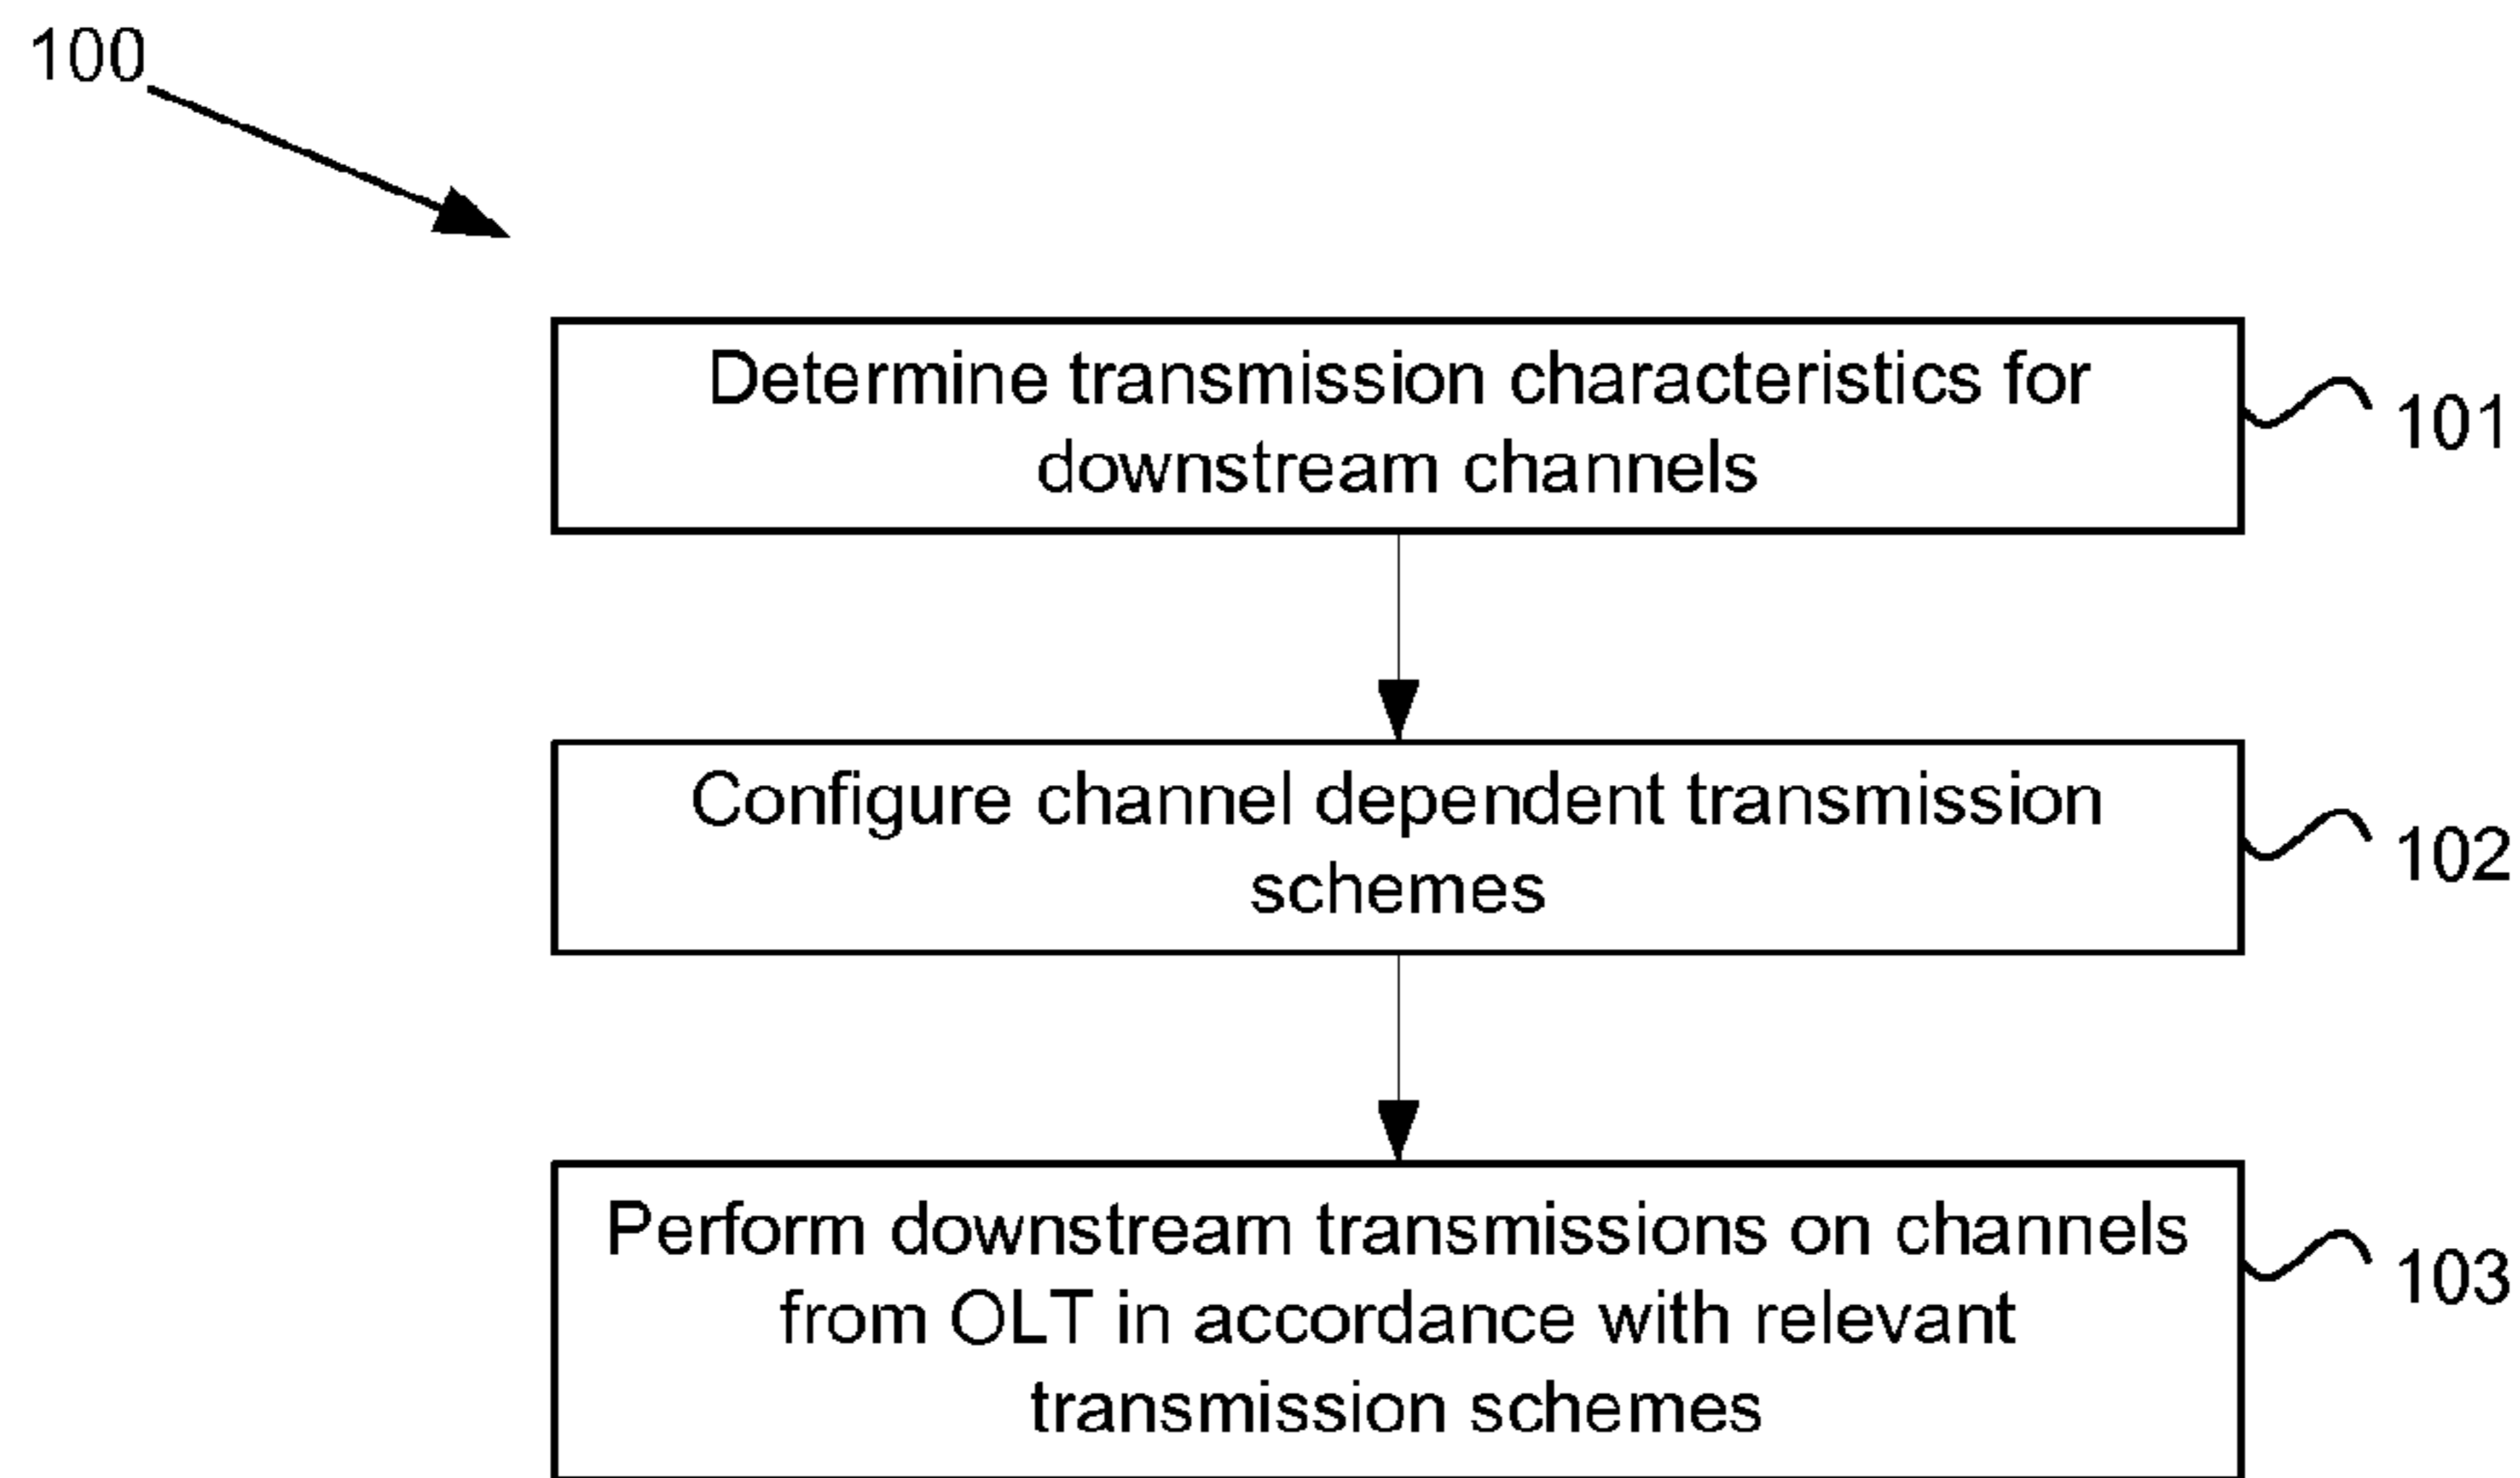 100
Determine transmission characteristics for
downstream channels
101
Configure channel dependent transmission
schemes
102
Perform downstream transmissions on channels
from OLT in accordance with relevant
transmission schemes
103